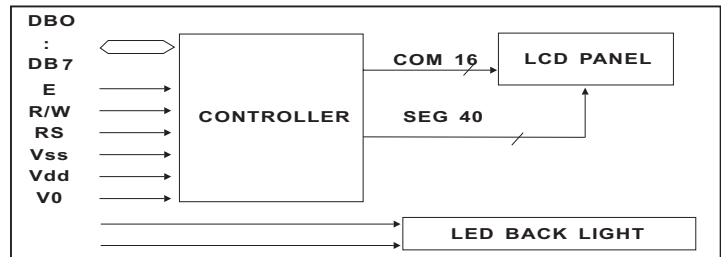 DBO
:
DB7
E
R/W
RS
Vss
Vdd
V0
CONTROLLER
COM 16
SEG 40
LCD PANEL
LED BACK LIGHT